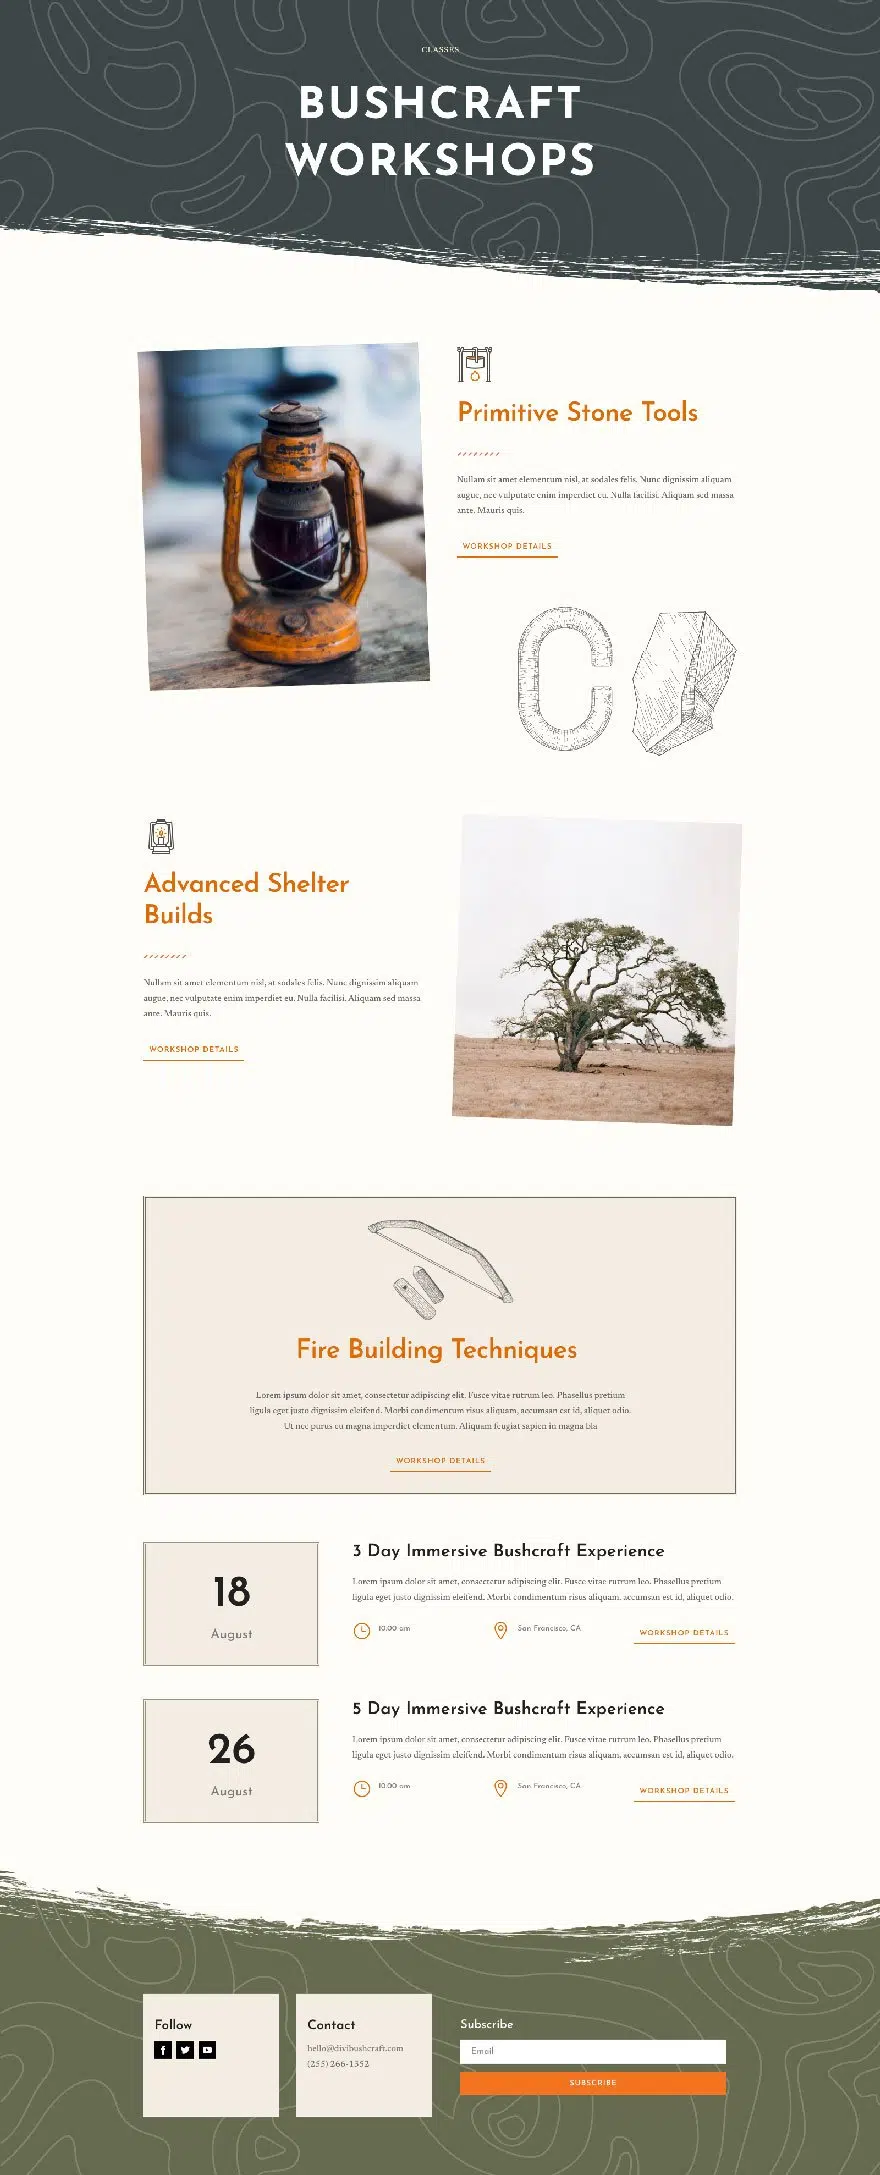 CLASSES
BUSHCRAFT
WORKSHOPS
Primitive Stone Tools
Nullam sit amet elementum nisl, at sodales felis. Nunc dignissim aliquam
augue, nec vulputate enim imperdiet eu. Nulla facilisi. Aliquam sed massa
ante. Mauris quis.
WORKSHOP DETAILS
Advanced Shelter
Builds
Nullam sit amet elementum nisl, at sodales felis. Nunc dignissim aliquam
augue, nec vulputate enim imperdiet eu. Nulla facilisi. Aliquam sed massa
ante. Mauris quis.
WORKSHOP DETAILS
Fire Building Techniques
Lorem ipsum dolor sit amet, consectetur adipiscing elit. Fusce vitae rutrum leo. Phasellus pretium
ligula eget justo dignissim eleifend. Morbi condimentum risus aliquam, accumsan est id, aliquet odio.
Ut nec purus eu magna imperdiet elementum. Aliquam feugiat sapien in magna bla
WORKSHOP DETAILS
18
August
3 Day Immersive Bushcraft Experience
Lorem ipsum dolor sit amet, consectetur adipiscing elit. Fusce vitae rutrum leo. Phasellus pretium
ligula eget justo dignissim eleifend. Morbi condimentum risus aliquam, accumsan est id, aliquet odio.
10:00 am
San Francisco, CA
WORKSHOP DETAILS
26
August
5 Day Immersive Bushcraft Experience
Lorem ipsum dolor sit amet, consectetur adipiscing elit. Fusce vitae rutrum leo. Phasellus pretium
ligula eget justo dignissim eleifend. Morbi condimentum risus aliquam, accumsan est id, aliquet odio.
10:00 am
San Francisco, CA
WORKSHOP DETAILS
Follow
Contact
hello@divibushcraft.com
(255) 266-1352
Subscribe
Email
SUBSCRIBE